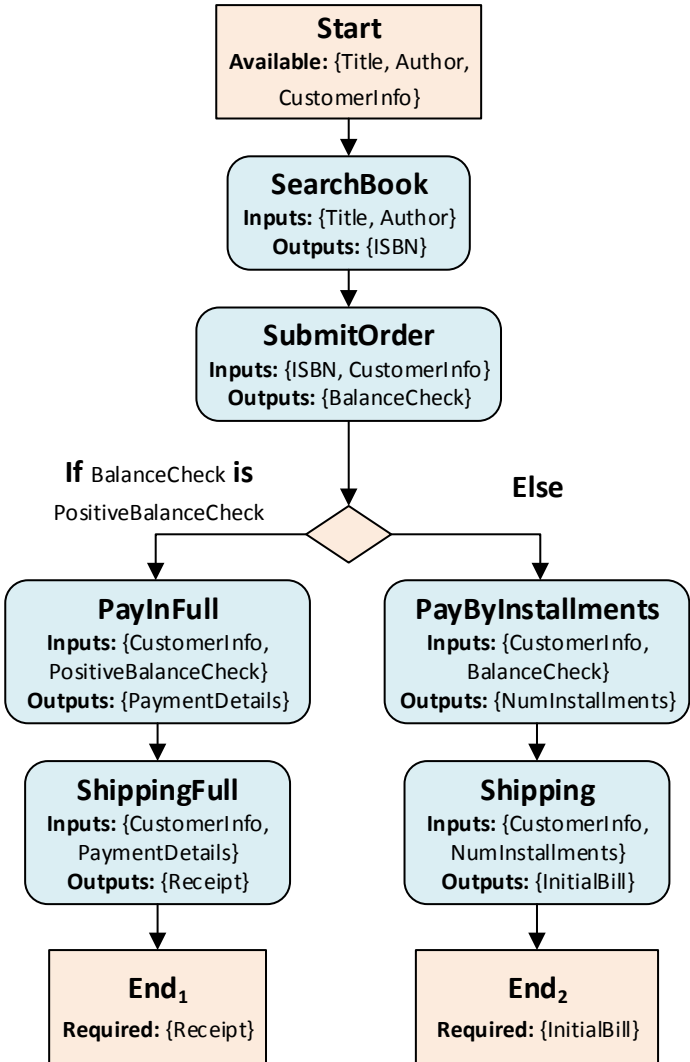 Start
Available: {Title, Author,
CustomerInfo}
SearchBook
Inputs: {Title, Author}
Outputs: {ISBN}
SubmitOrder
Inputs: {ISBN, CustomerInfo}
Outputs: {BalanceCheck}
If BalanceCheck is
PositiveBalanceCheck
Else
PayInFull
Inputs: {CustomerInfo,
PositiveBalanceCheck}
Outputs: {PaymentDetails}
PayByInstallments
Inputs: {CustomerInfo,
BalanceCheck}
Outputs: {NumInstallments}
ShippingFull
Inputs: {CustomerInfo,
PaymentDetails}
Outputs: {Receipt}
Shipping
Inputs: {CustomerInfo,
NumInstallments}
Outputs: {InitialBill}
End₁
Required: {Receipt}
End₂
Required: {InitialBill}